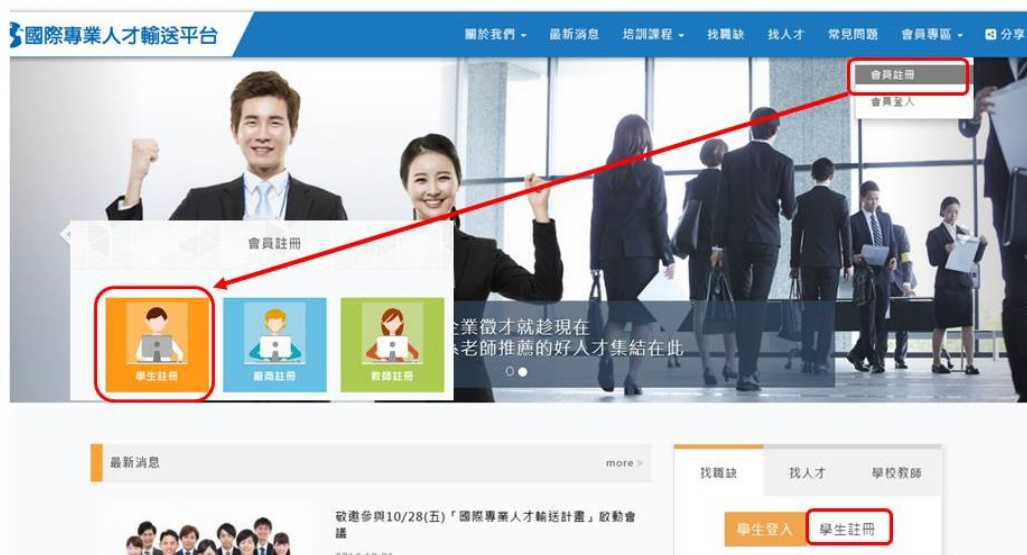 國際專業人才輸送平台
關於我們
最新消息
培訓課程
找職缺
找人才
常見問題
會員專區
分享
會員註冊
會員登入
會員註冊
學生註冊
廠商註冊
教師註冊
企業徵才就趁現在
老師推薦的好人才集結在此
最新消息
more
找職缺
找人才
學校教師
敬邀參與10/28(五)「國際專業人才輸送計畫」啟動會
議
學生登入
學生註冊